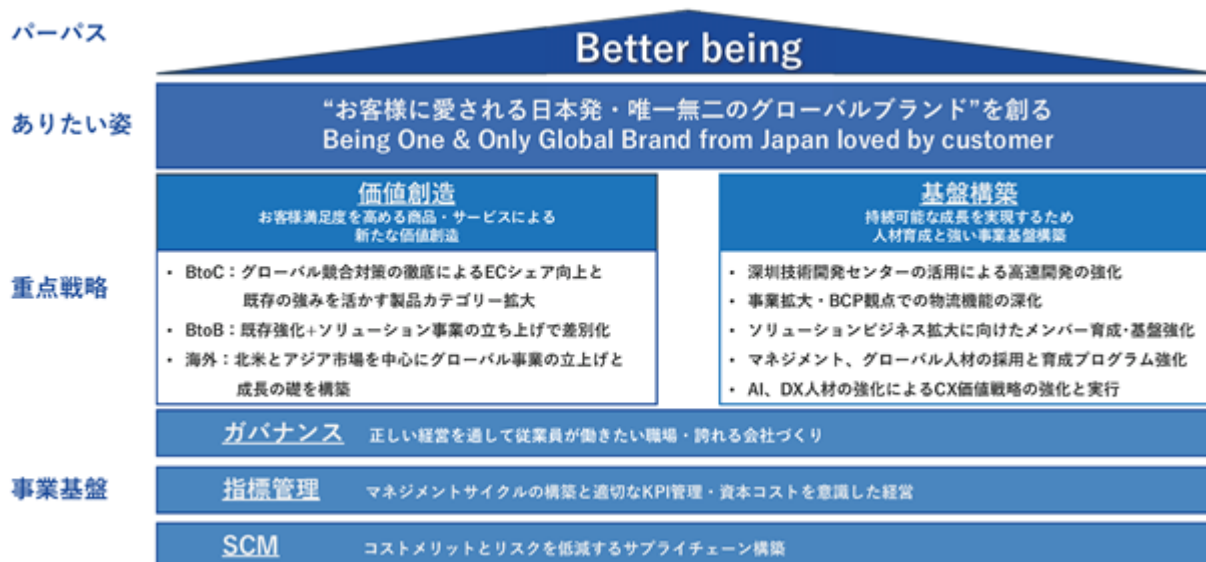 パーパス
Better being
ありたい姿
“お客様に愛される日本発・唯一無二のグローバルブランド”を創る
Being One & Only Global Brand from Japan loved by customer
重点戦略
価値創造
お客様満足度を高める商品・サービスによる
新たな価値創造
• BtoC：グローバル競合対策の徹底によるECシェア向上と
既存の強みを活かす製品カテゴリー拡大
• BtoB：既存強化+ソリューション事業の立ち上げで差別化
• 海外：北米とアジア市場を中心にグローバル事業の立上げと
成長の礎を構築
基盤構築
持続可能な成長を実現するため
人材育成と強い事業基盤構築
• 深圳技術開発センターの活用による高速開発の強化
• 事業拡大・BCP観点での物流機能の深化
• ソリューションビジネス拡大に向けたメンバー育成・基盤強化
• マネジメント、グローバル人材の採用と育成プログラム強化
• AI、DX人材の強化によるCX価値戦略の強化と実行
事業基盤
ガバナンス 正しい経営を通して従業員が働きたい職場・誇れる会社づくり
指標管理 マネジメントサイクルの構築と適切なKPI管理・資本コストを意識した経営
SCM コストメリットとリスクを低減するサプライチェーン構築